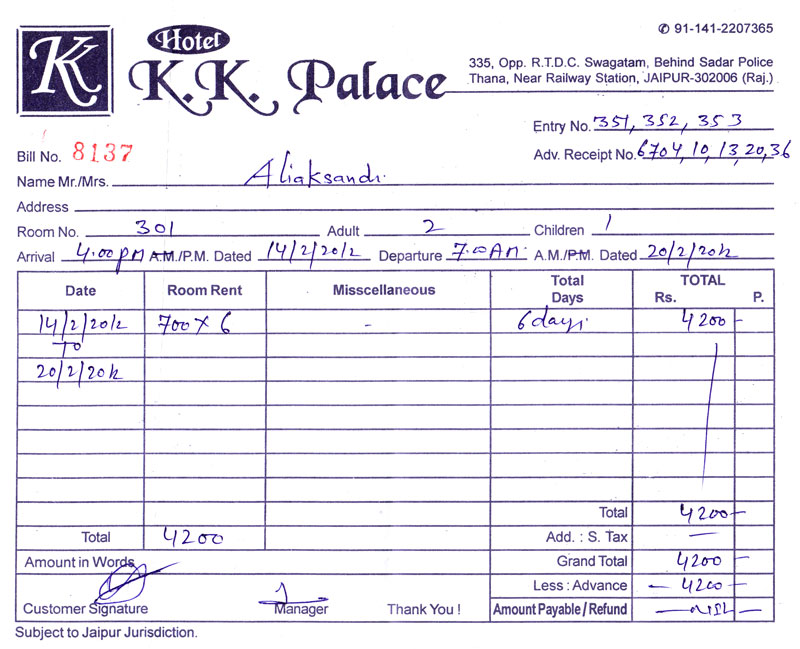 ✆ 91-141-2207365
K
Hotel
K.K. Palace
335, Opp. R.T.D.C. Swagatam, Behind Sadar Police
Thana, Near Railway Station, JAIPUR-302006 (Raj.)
Entry No. 351, 352, 353
Bill No. 8137
Adv. Receipt No. 6704, 10, 13, 20, 36
Name Mr./Mrs. Aliaksandr.
Address
Room No. 301 Adult 2 Children 1
Arrival 4:00 PM A.M./P.M. Dated 14/2/2012 Departure 7:00 AM. A.M./P.M. Dated 20/2/2012
Date Room Rent Misscellaneous Total Days TOTAL Rs. P.
14/2/2012 700 x 6 - 6 days. 4200 -
To
20/2/2012
Total 4200 -
Total 4200 Add. : S. Tax —
Amount in Words Grand Total 4200 -
Less : Advance - 4200 -
Customer Signature Manager Thank You ! Amount Payable / Refund - Nill -
Subject to Jaipur Jurisdiction.